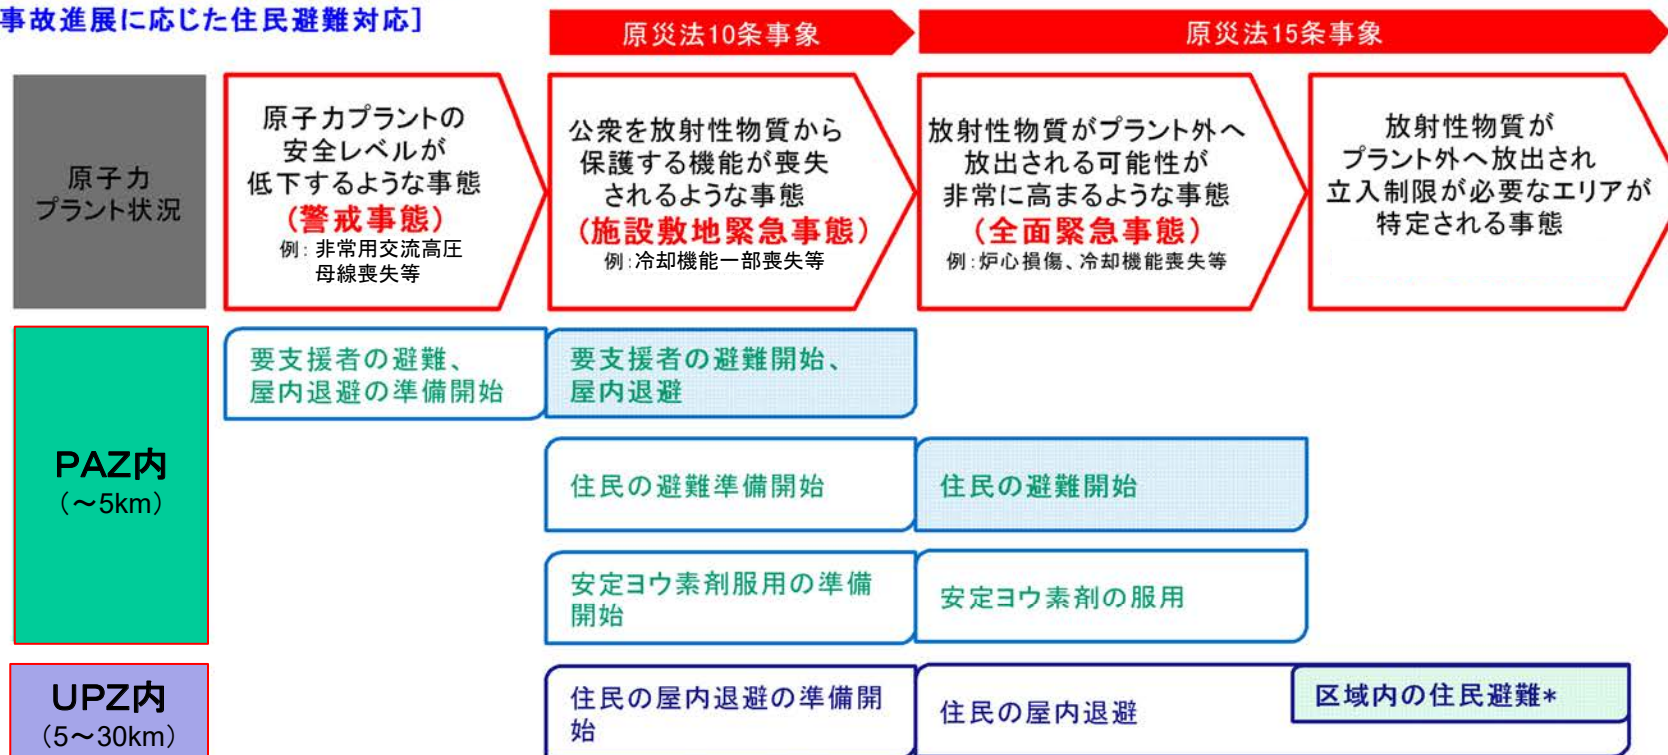 事故進展に応じた住民避難対応]
原災法10条事象
原災法15条事象
原子力
プラント状況
原子力プラントの
安全レベルが
低下するような事態
(警戒事態)
例:非常用交流高圧
母線喪失等
公衆を放射性物質から
保護する機能が喪失
されるような事態
(施設敷地緊急事態)
例:冷却機能一部喪失等
放射性物質がプラント外へ
放出される可能性が
非常に高まるような事態
(全面緊急事態)
例:炉心損傷、冷却機能喪失等
放射性物質が
プラント外へ放出され
立入制限が必要なエリアが
特定される事態
PAZ内
(~5km)
要支援者の避難、
屋内退避の準備開始
要支援者の避難開始、
屋内退避
住民の避難準備開始
住民の避難開始
安定ヨウ素剤服用の準備
開始
安定ヨウ素剤の服用
UPZ内
(5~30km)
住民の屋内退避の準備開
始
住民の屋内退避
区域内の住民避難*